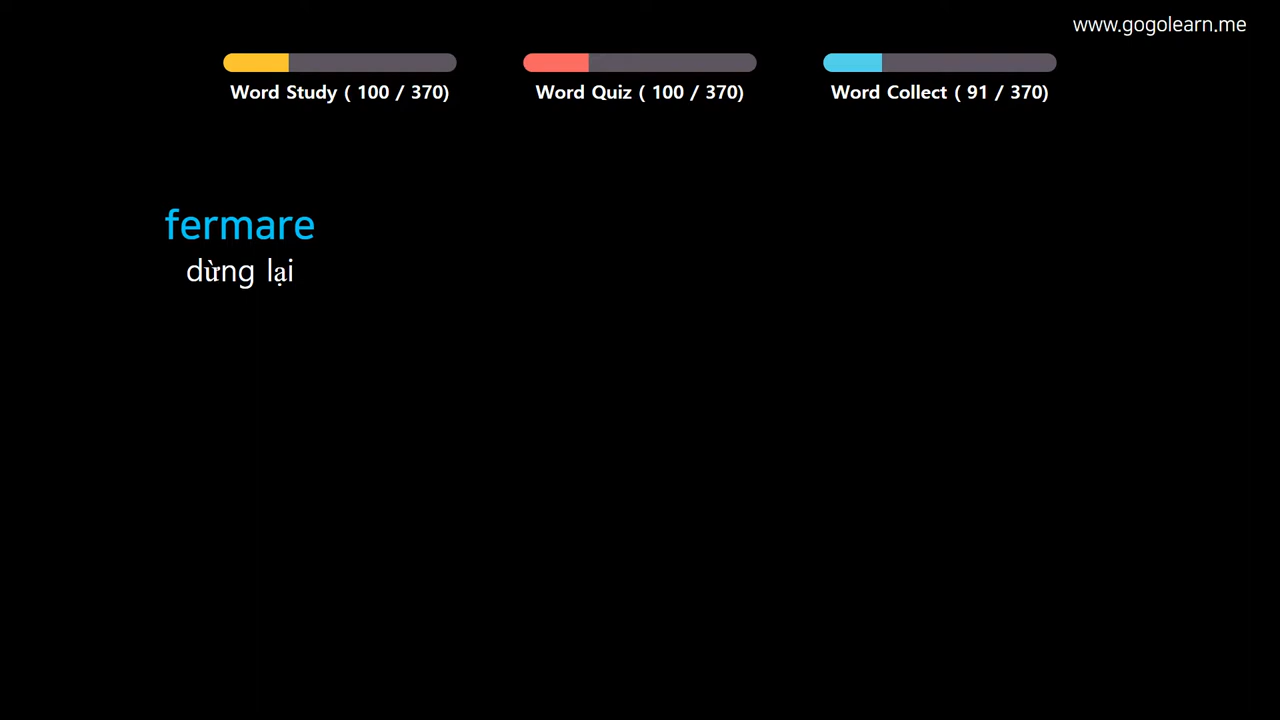 www.gogolearn.me
Word Study ( 100 / 370)
Word Quiz ( 100 / 370)
Word Collect ( 91 / 370)
fermare
dừng lại